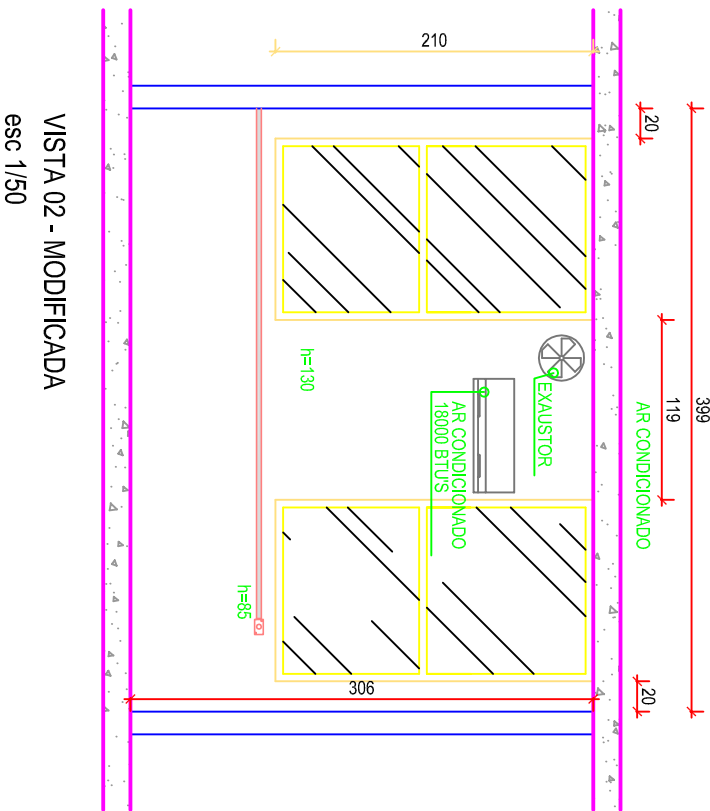 399
20
119
20
AR CONDICIONADO
210
EXAUSTOR
AR CONDICIONADO
18000 BTU'S
h=130
h=85
306
VISTA 02 - MODIFICADA
esc 1/50